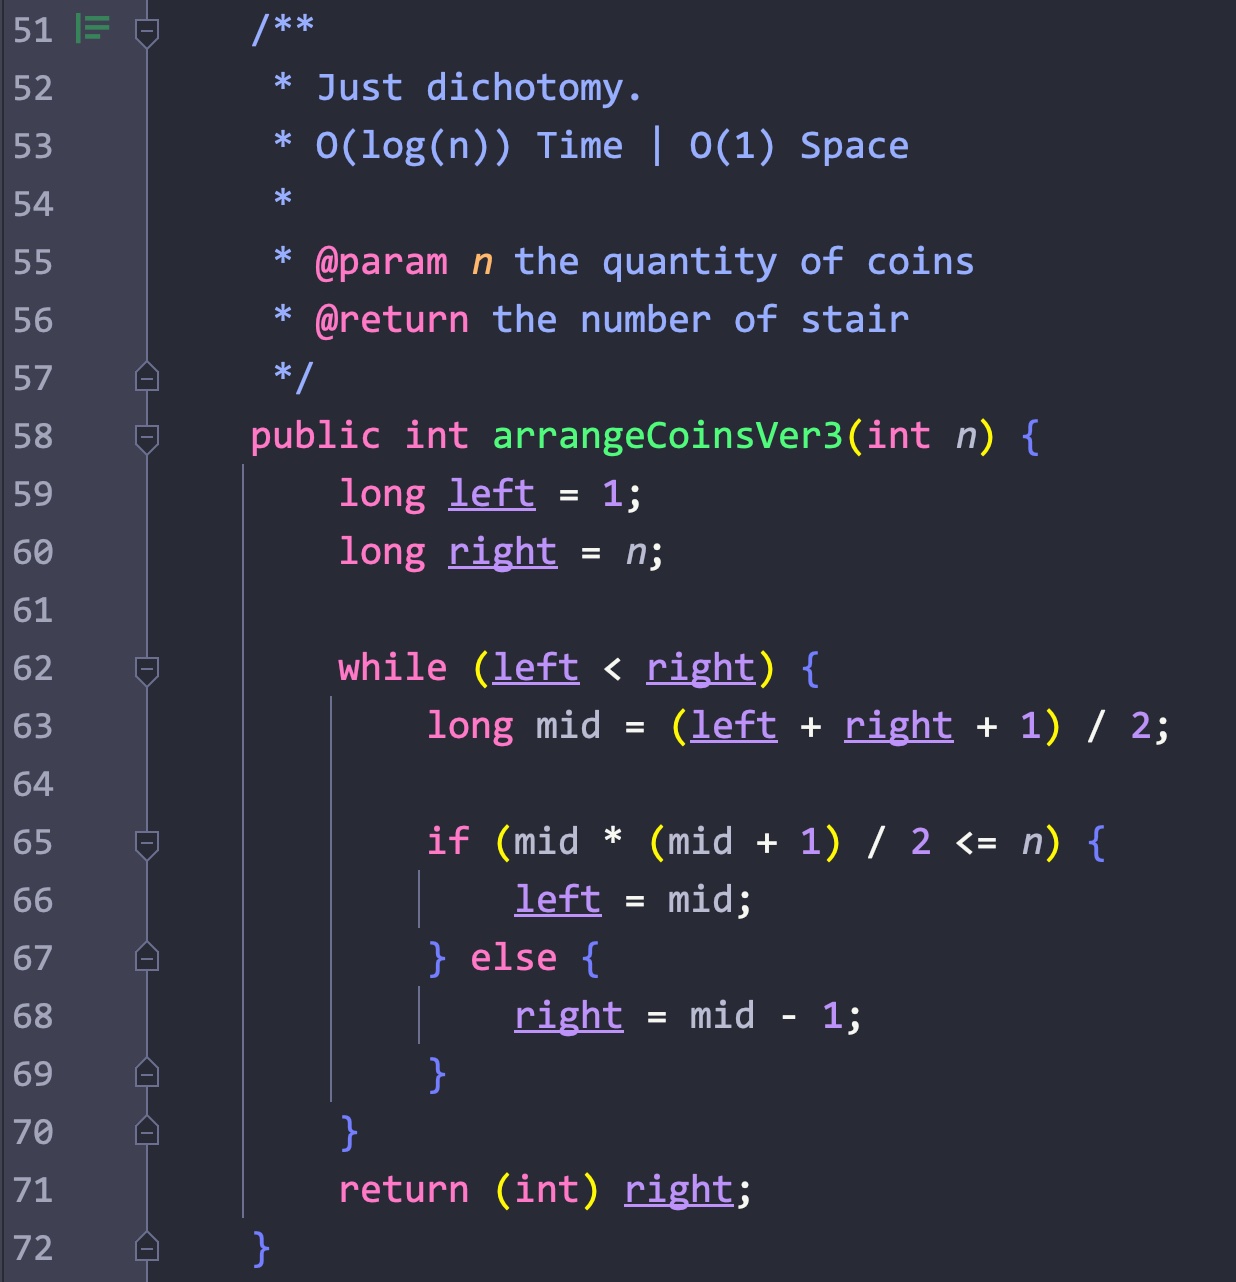 51 /**
52 * Just dichotomy.
53 * O(log(n)) Time | O(1) Space
54 *
55 * @param n the quantity of coins
56 * @return the number of stair
57 */
58 public int arrangeCoinsVer3(int n) {
59 long left = 1;
60 long right = n;
61
62 while (left < right) {
63 long mid = (left + right + 1) / 2;
64
65 if (mid * (mid + 1) / 2 <= n) {
66 left = mid;
67 } else {
68 right = mid - 1;
69 }
70 }
71 return (int) right;
72 }